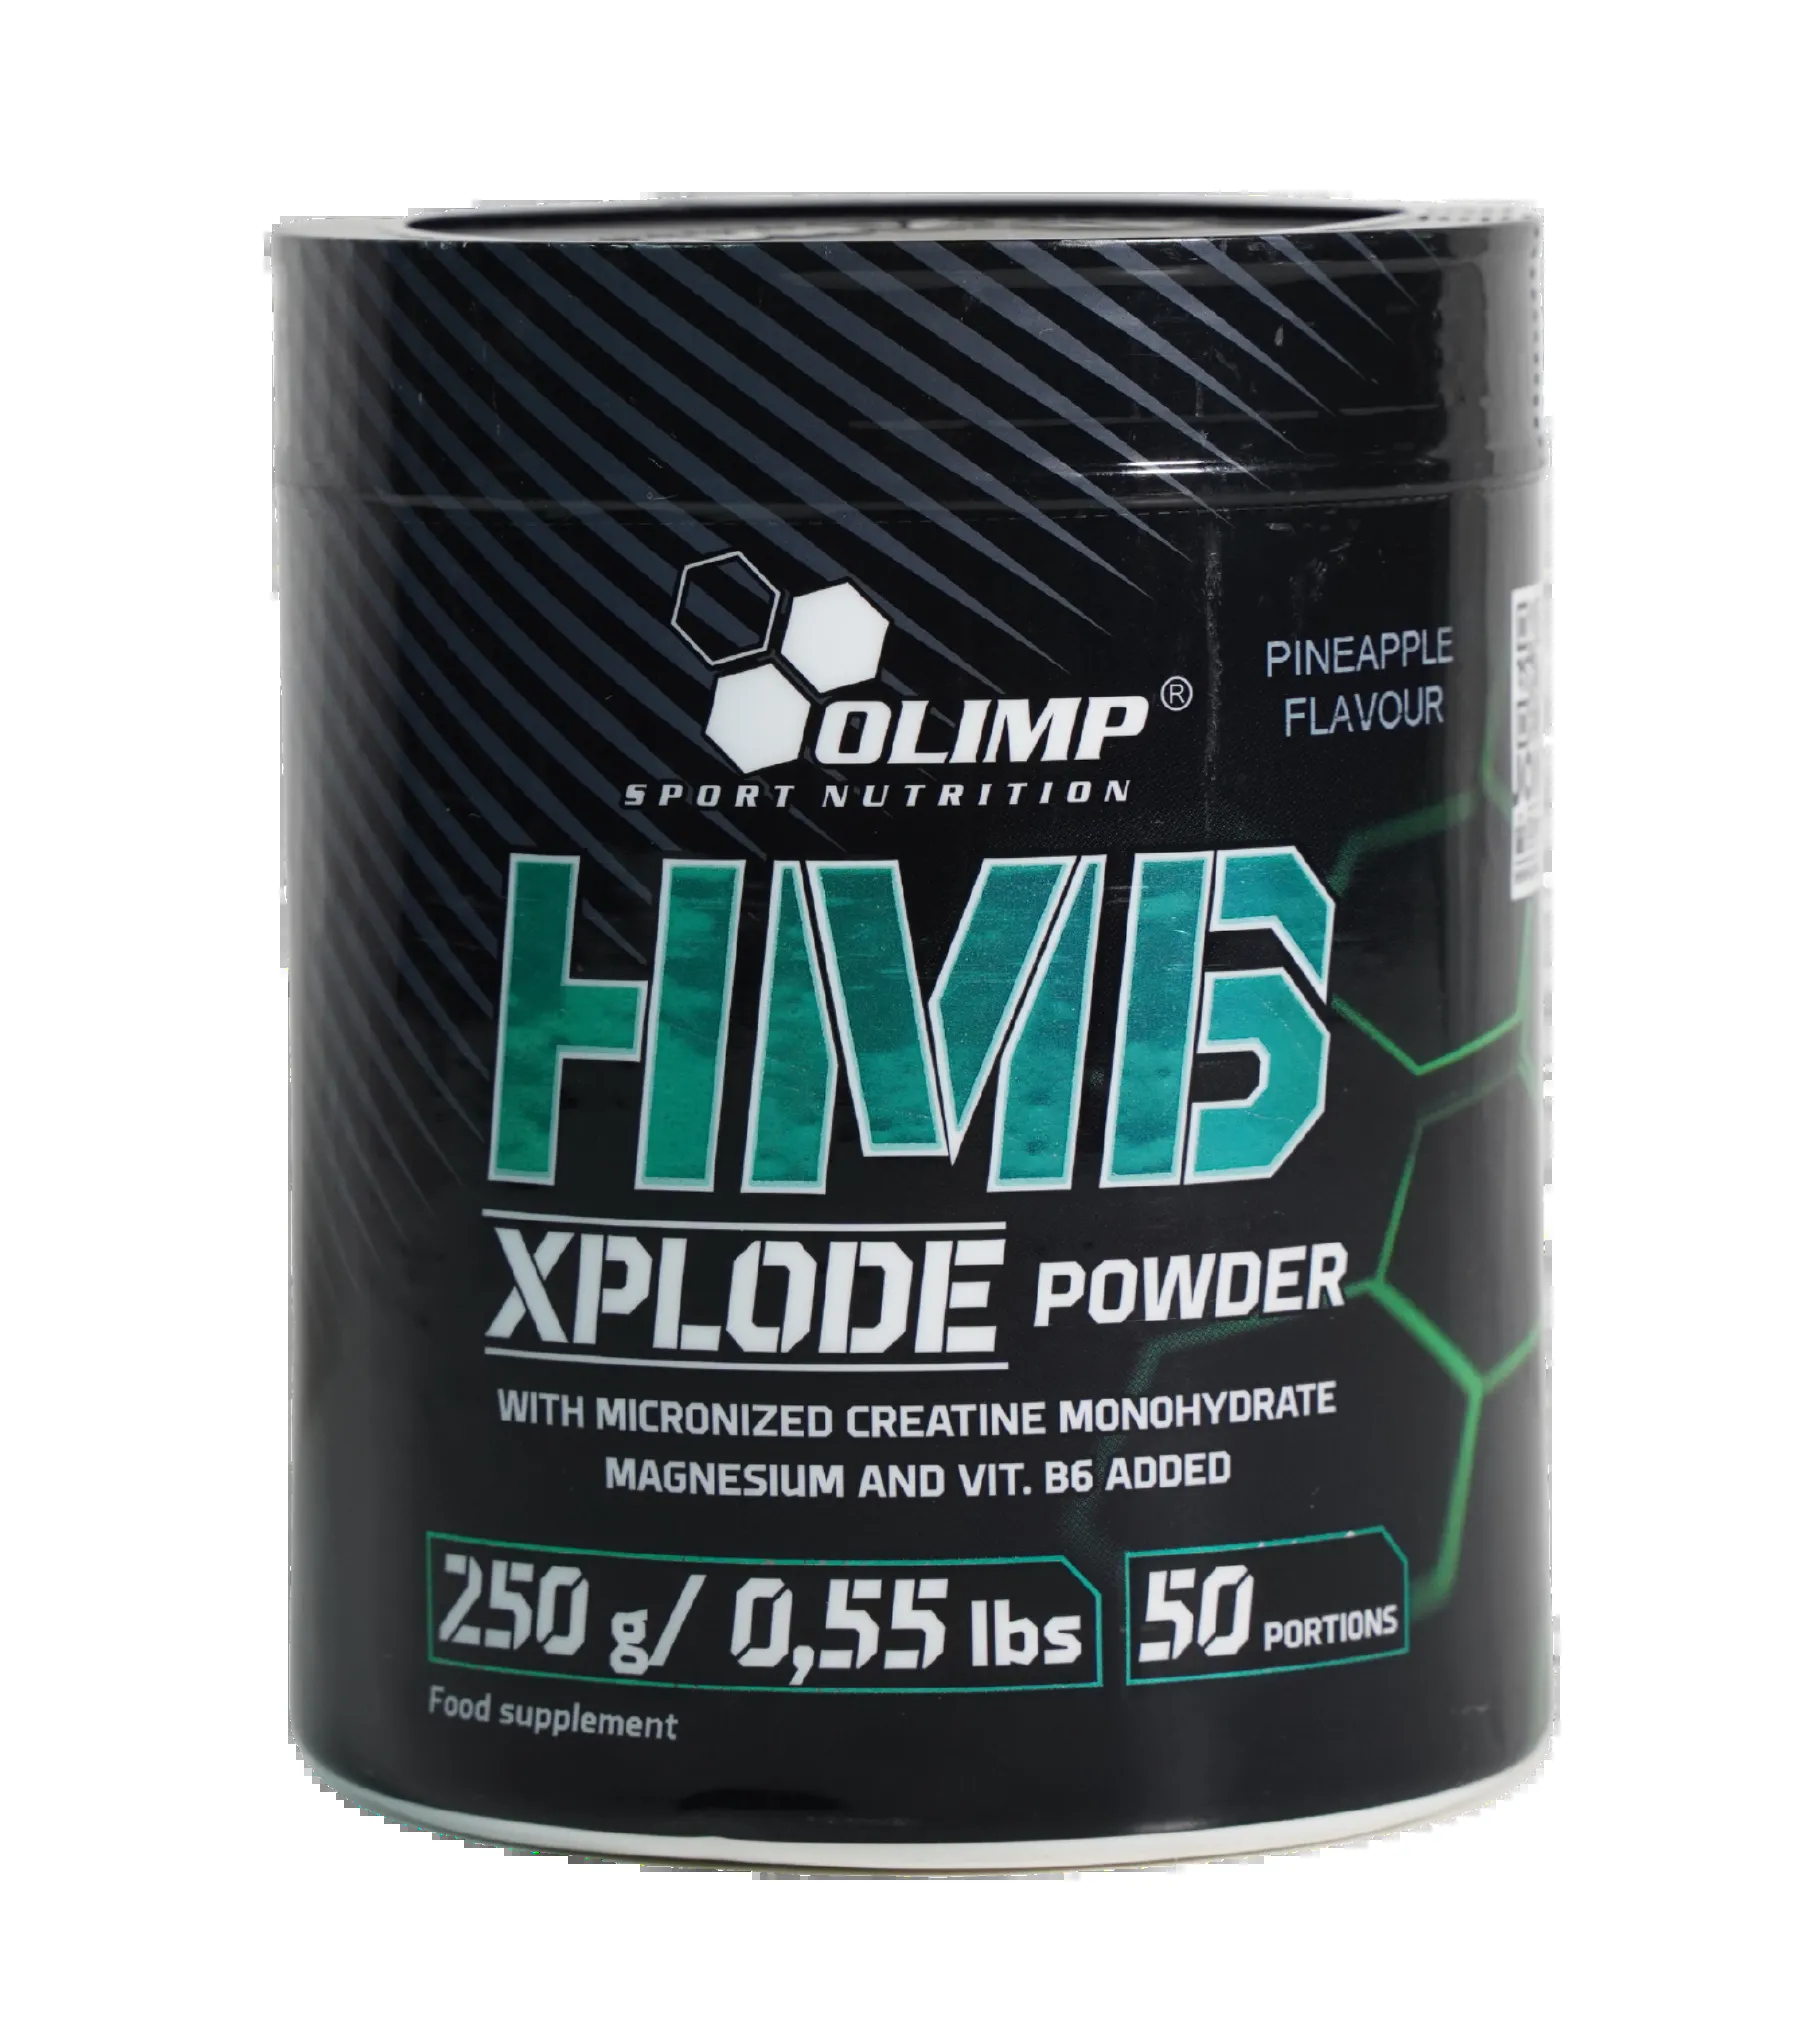 OLIMP®
SPORT NUTRITION
PINEAPPLE
FLAVOUR
HMB
XPLODE POWDER
WITH MICRONIZED CREATINE MONOHYDRATE
MAGNESIUM AND VIT. B6 ADDED
250 g/ 0,55 lbs
50 PORTIONS
Food supplement